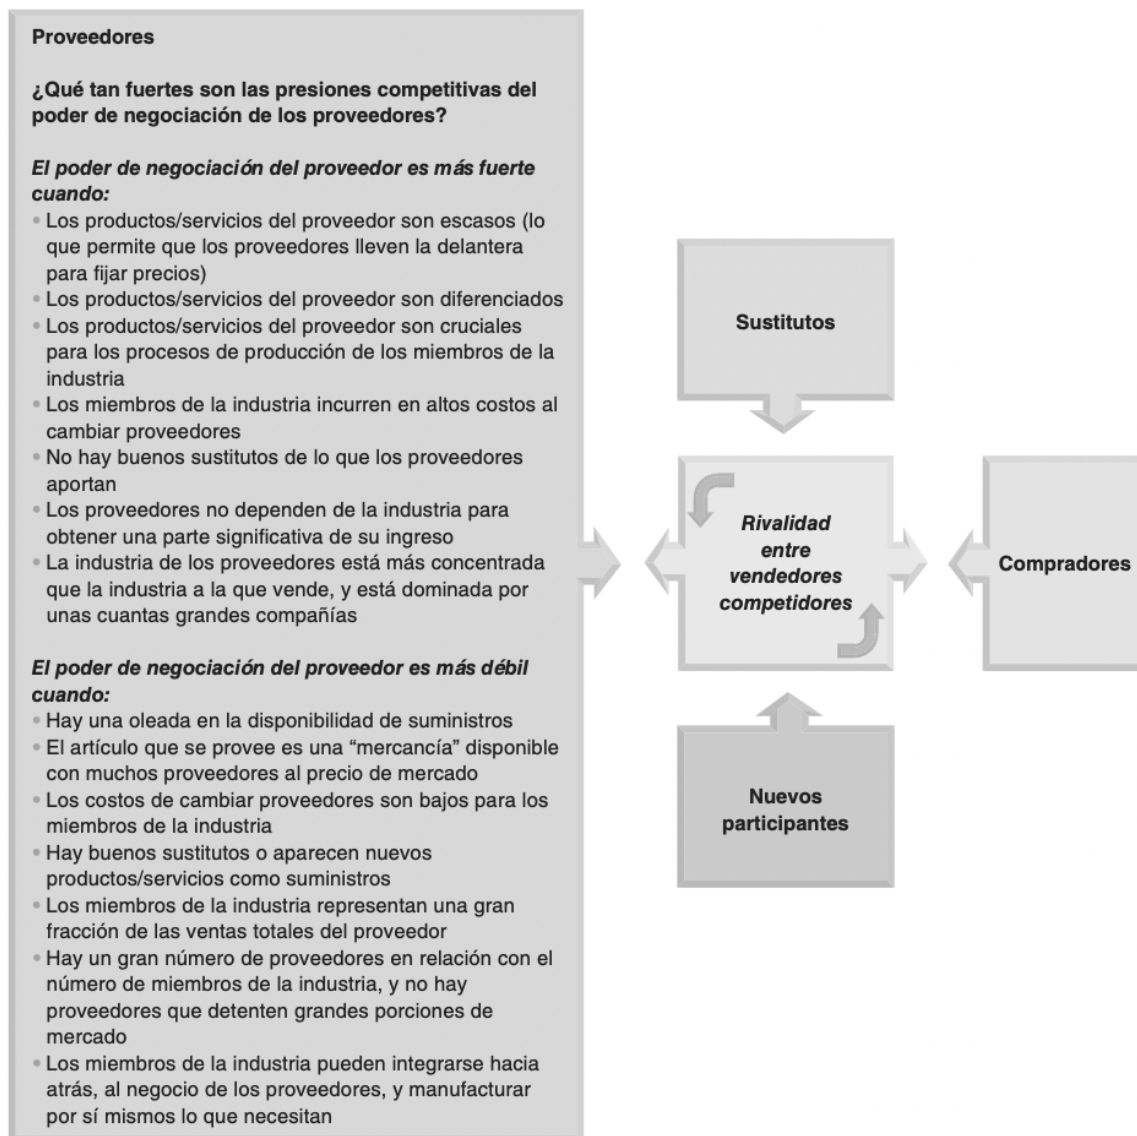 Proveedores
¿Qué tan fuertes son las presiones competitivas del
poder de negociación de los proveedores?
El poder de negociación del proveedor es más fuerte
cuando:
• Los productos/servicios del proveedor son escasos (lo
que permite que los proveedores lleven la delantera
para fijar precios)
• Los productos/servicios del proveedor son diferenciados
• Los productos/servicios del proveedor son cruciales
para los procesos de producción de los miembros de la
industria
• Los miembros de la industria incurren en altos costos al
cambiar proveedores
• No hay buenos sustitutos de lo que los proveedores
aportan
• Los proveedores no dependen de la industria para
obtener una parte significativa de su ingreso
• La industria de los proveedores está más concentrada
que la industria a la que vende, y está dominada por
unas cuantas grandes compañías
El poder de negociación del proveedor es más débil
cuando:
• Hay una oleada en la disponibilidad de suministros
• El artículo que se provee es una “mercancía” disponible
con muchos proveedores al precio de mercado
• Los costos de cambiar proveedores son bajos para los
miembros de la industria
• Hay buenos sustitutos o aparecen nuevos
productos/servicios como suministros
• Los miembros de la industria representan una gran
fracción de las ventas totales del proveedor
• Hay un gran número de proveedores en relación con el
número de miembros de la industria, y no hay
proveedores que detenten grandes porciones de
mercado
• Los miembros de la industria pueden integrarse hacia
atrás, al negocio de los proveedores, y manufacturar
por sí mismos lo que necesitan
Sustitutos
Rivalidad
entre
vendedores
competidores
Compradores
Nuevos
participantes